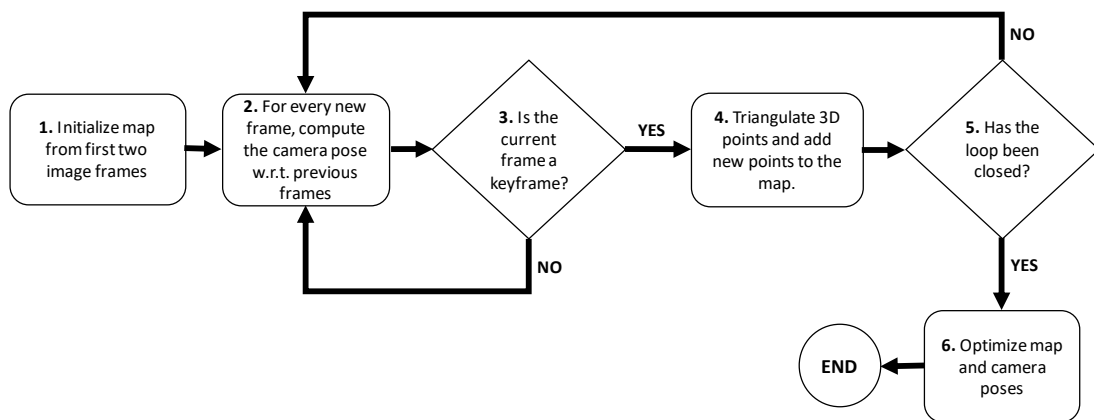 NO
1. Initialize map
from first two
image frames
2. For every new
frame, compute
the camera pose
w.r.t. previous
frames
3. Is the
current
frame a
keyframe?
YES
4. Triangulate 3D
points and add
new points to the
map.
5. Has the
loop been
closed?
NO
YES
6. Optimize map
and camera
poses
END